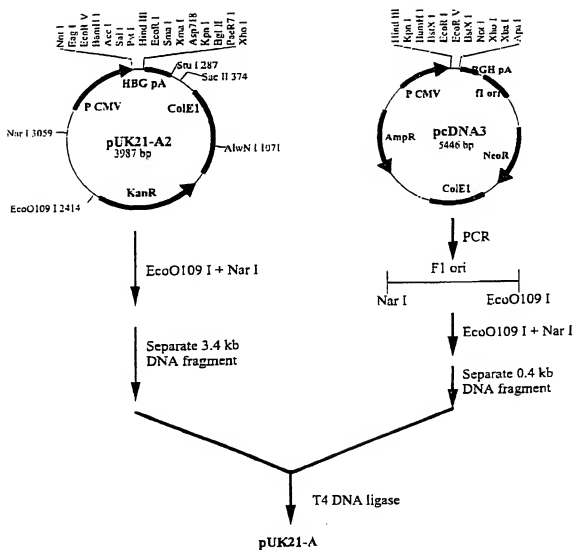 Not I
Eag I
EcoR V
BamH I
Acc I
Sal I
Pvt I
Hind III
EcoR I
Sma I
Xma I
Asp718
Kpn I
Bgl II
PaeR7 I
Xho I
HBG pA
Stu I 287
Sac II 374
P CMV
ColE1
Nar I 3059
pUK21-A2
3987 bp
AlwN I 1071
KanR
EcoO109 I 2414
Hind III
Kpn I
BamH I
BstX I
EcoR I
EcoR V
BstX I
Not I
Xho I
Xba I
Apa I
BGH pA
P CMV
f1 ori
AmpR
pcDNA3
5446 bp
NeoR
ColE1
PCR
F1 ori
Nar I
EcoO109 I
EcoO109 I + Nar I
EcoO109 I + Nar I
Separate 3.4 kb
DNA fragment
Separate 0.4 kb
DNA fragment
T4 DNA ligase
pUK21-A